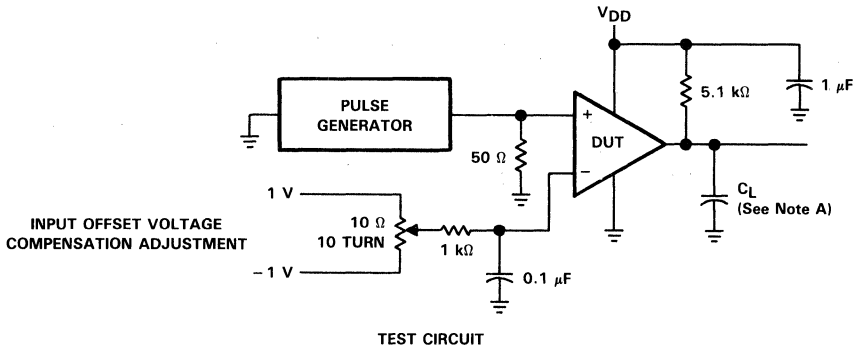 VDD
PULSE
GENERATOR
50 Ω
+
−
DUT
5.1 kΩ
1 μF
CL
(See Note A)
1 V
INPUT OFFSET VOLTAGE
COMPENSATION ADJUSTMENT
10 Ω
10 TURN
1 kΩ
−1 V
0.1 μF
TEST CIRCUIT